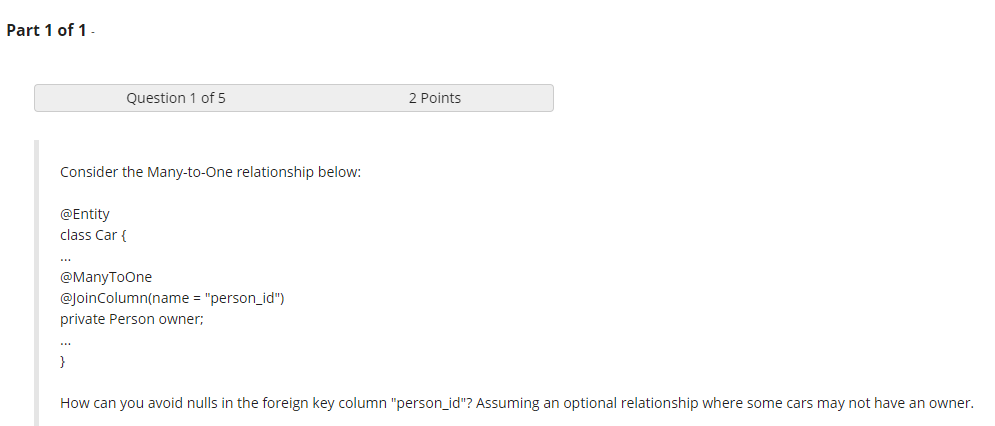 Part 1 of 1 -
Question 1 of 5 2 Points
Consider the Many-to-One relationship below:
@Entity
class Car {
...
@ManyToOne
@JoinColumn(name = "person_id")
private Person owner;
...
}
How can you avoid nulls in the foreign key column "person_id"? Assuming an optional relationship where some cars may not have an owner.